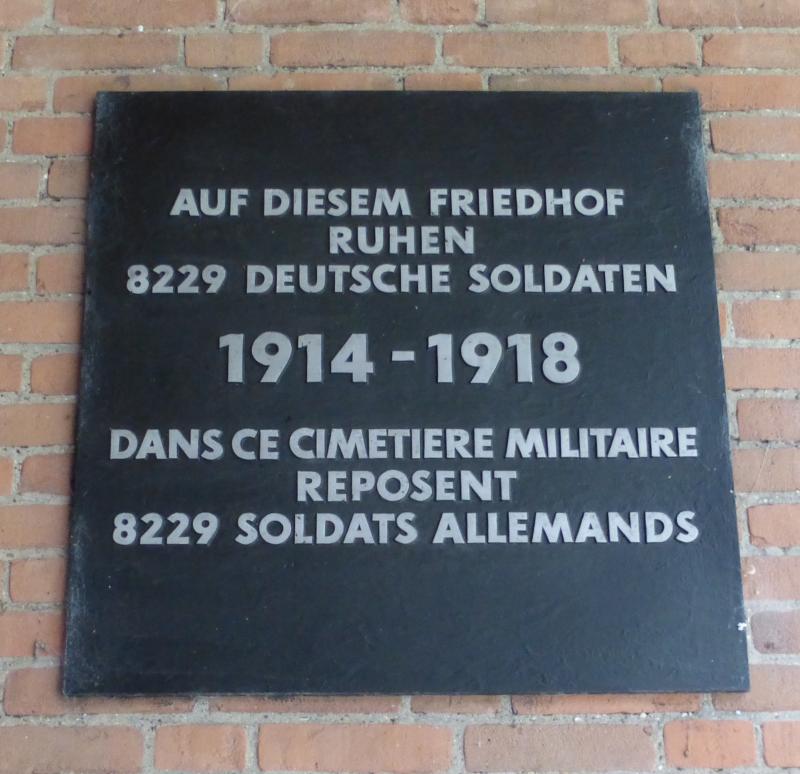 AUF DIESEM FRIEDHOF
RUHEN
8229 DEUTSCHE SOLDATEN
1914 - 1918
DANS CE CIMETIERE MILITAIRE
REPOSENT
8229 SOLDATS ALLEMANDS